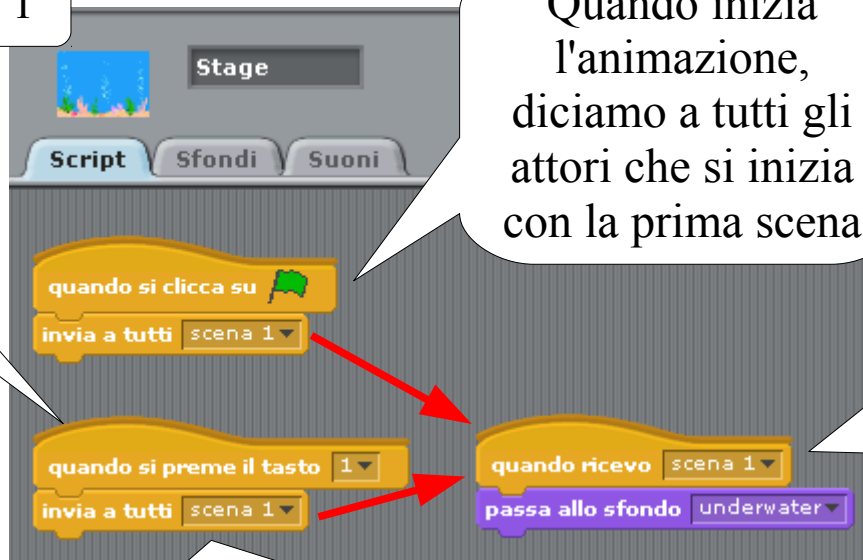 1
Quando inizia
l'animazione,
diciamo a tutti gli
attori che si inizia
con la prima scena
Stage
Script Sfondi Suoni
quando si clicca su
invia a tutti scena 1
quando si preme il tasto 1
invia a tutti scena 1
quando ricevo scena 1
passa allo sfondo underwater